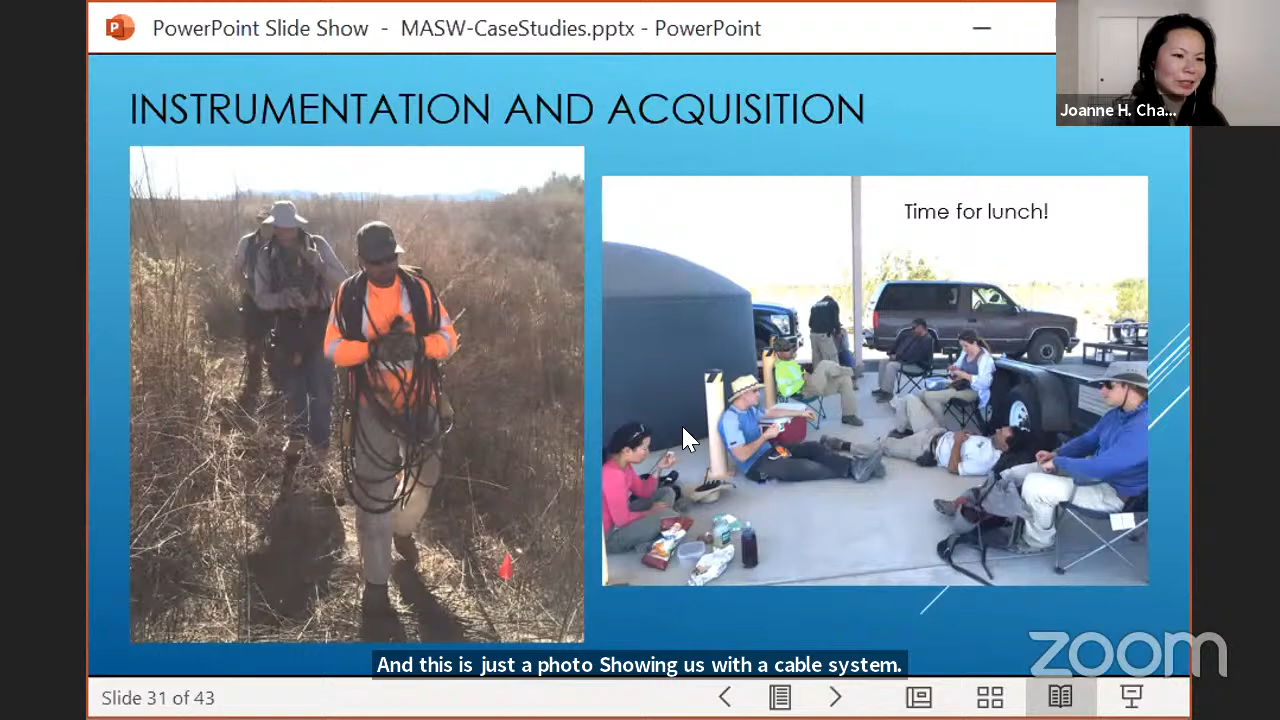 PowerPoint Slide Show - MASW-CaseStudies.pptx - PowerPoint
Joanne H. Cha...
INSTRUMENTATION AND ACQUISITION
Time for lunch!
And this is just a photo Showing us with a cable system.
zoom
Slide 31 of 43